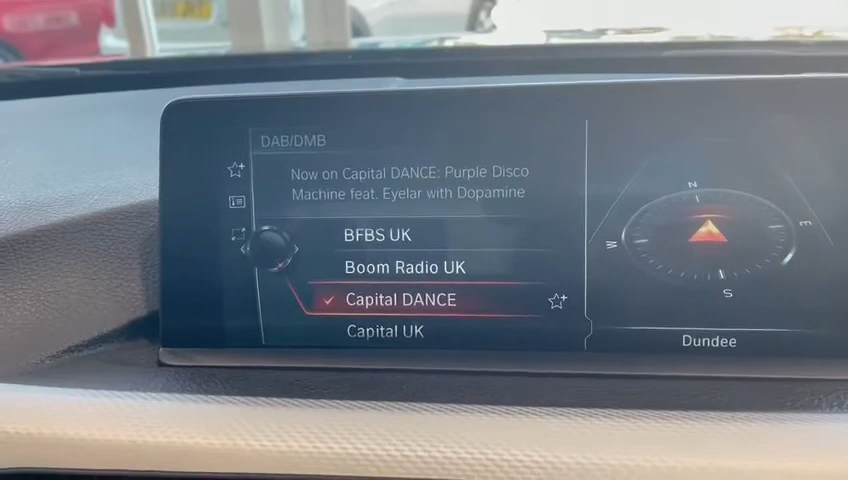 DAB/DMB
Now on Capital DANCE: Purple Disco
Machine feat. Eyelar with Dopamine
BFBS UK
Boom Radio UK
Capital DANCE
Capital UK
N
E
W
S
Dundee